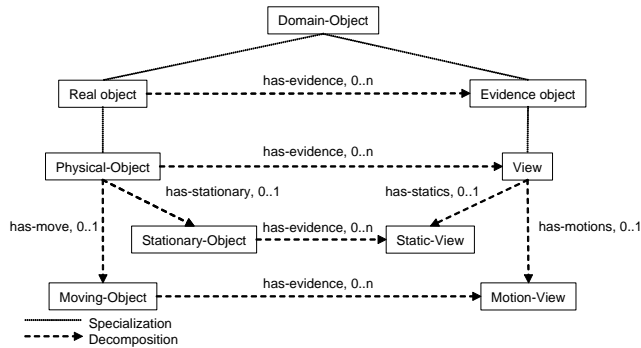 Domain-Object
has-evidence, 0..n
Real object
Evidence object
has-evidence, 0..n
Physical-Object
View
has-stationary, 0..1
has-statics, 0..1
has-move, 0..1
has-evidence, 0..n
has-motions, 0..1
Stationary-Object
Static-View
has-evidence, 0..n
Moving-Object
Motion-View
Specialization
Decomposition